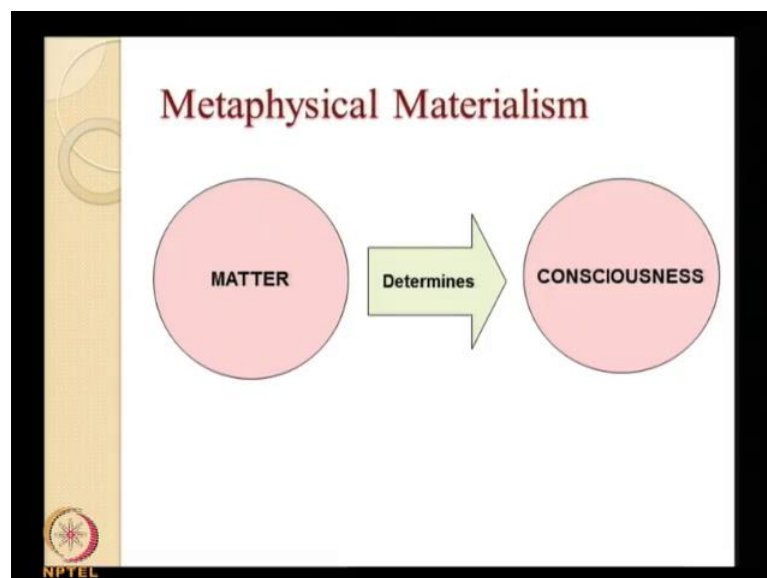 Metaphysical Materialism
MATTER
Determines
CONSCIOUSNESS
NPTEL